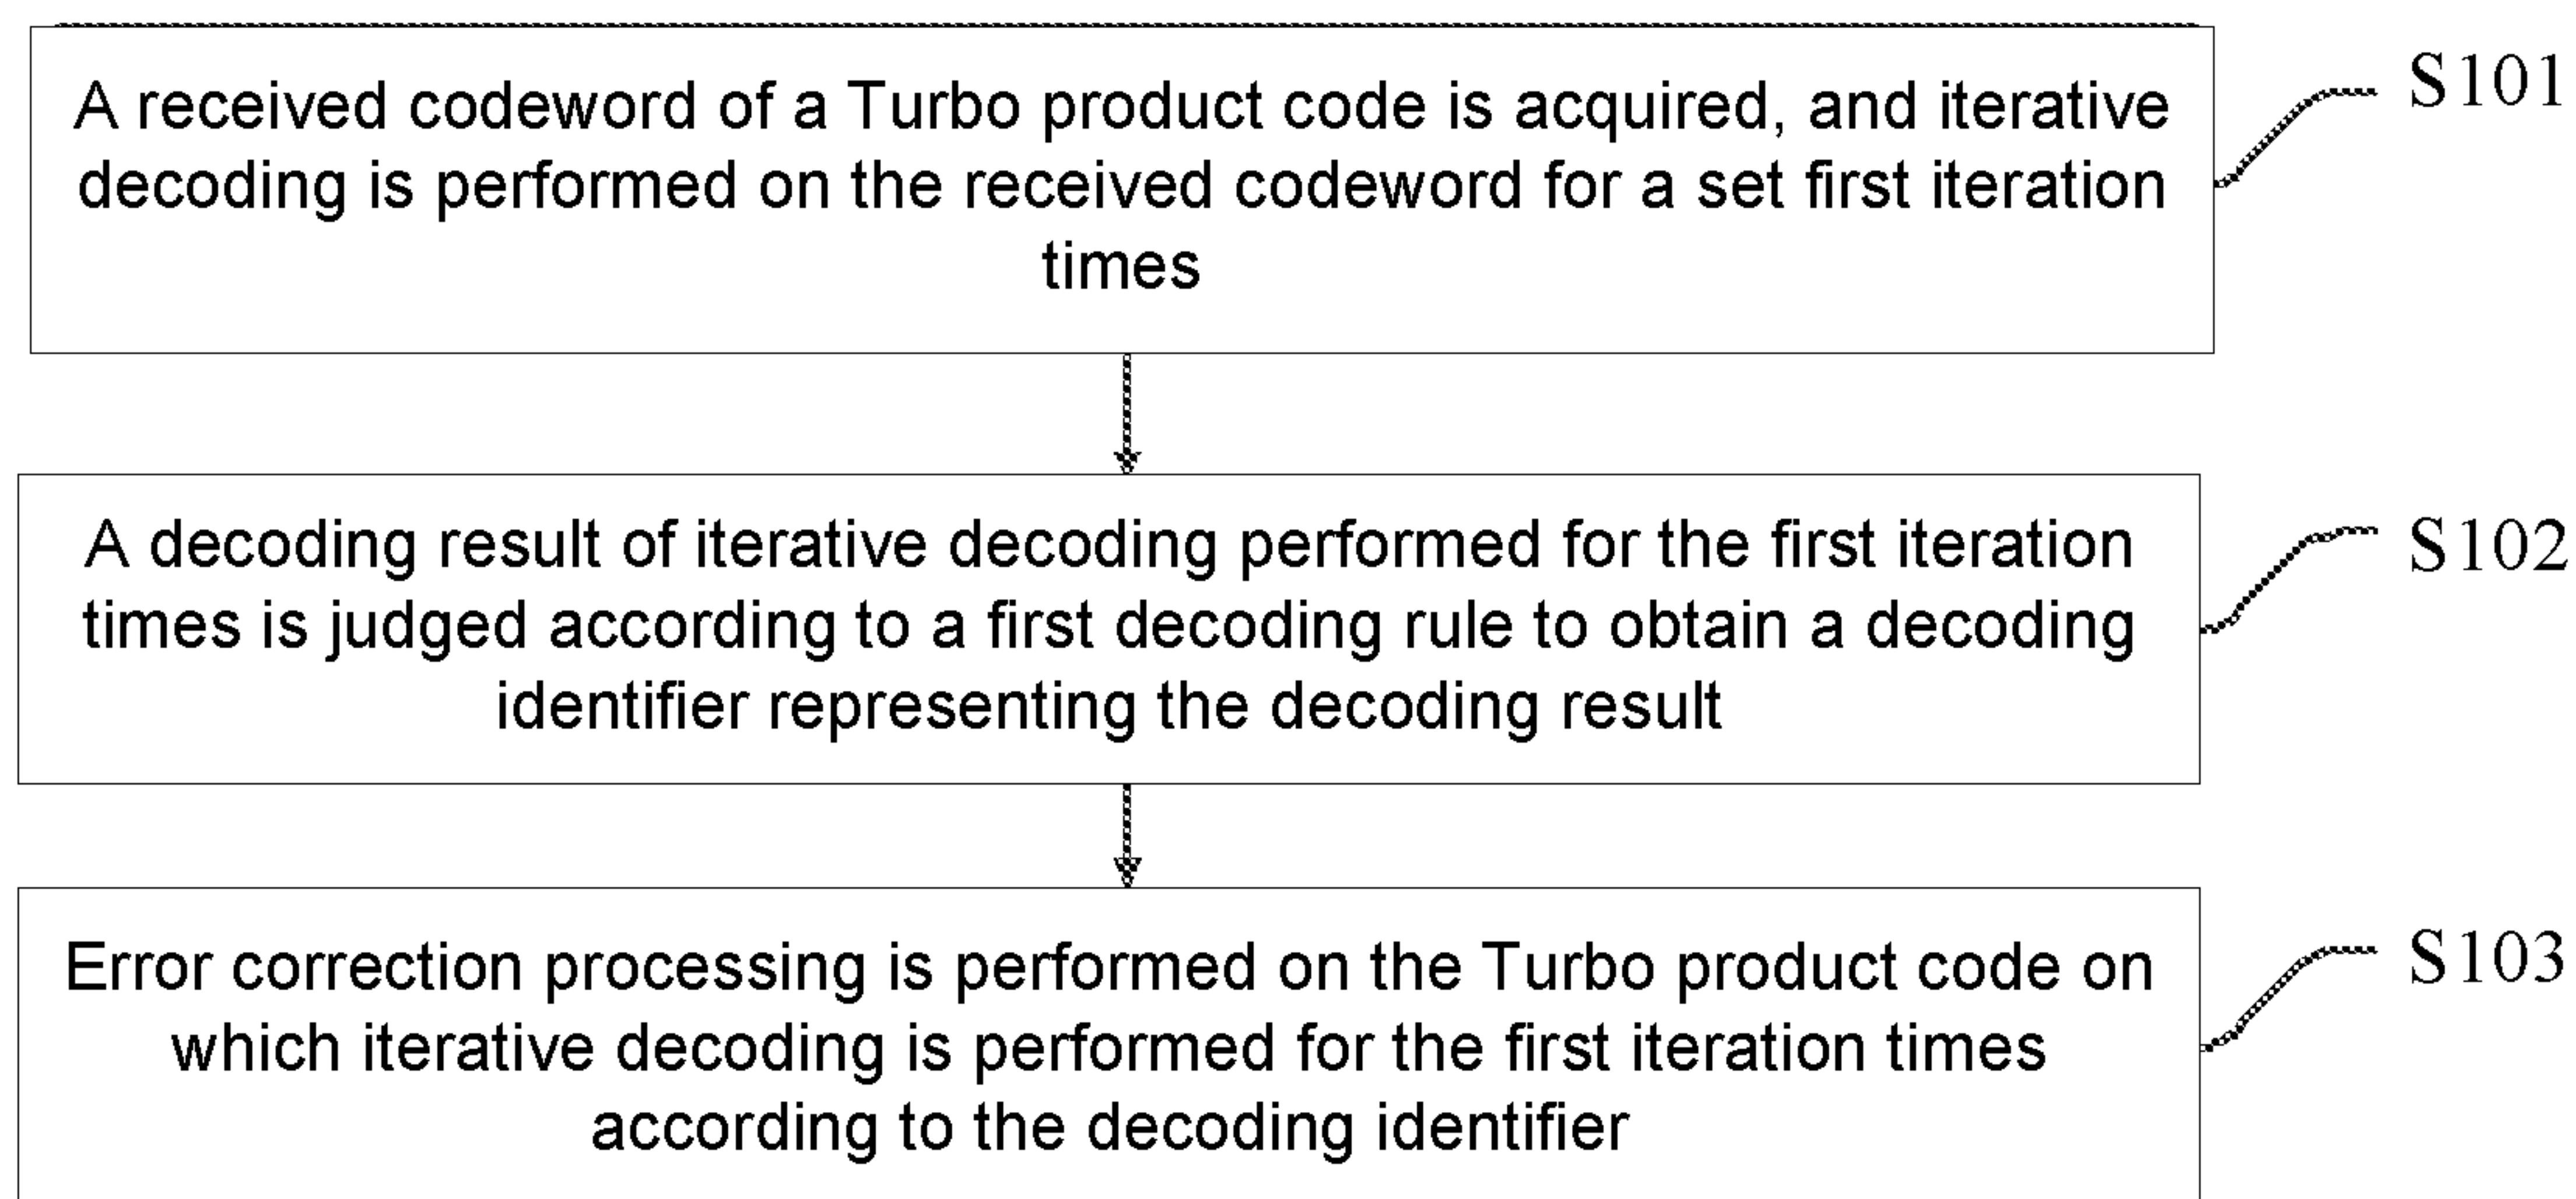 A received codeword of a Turbo product code is acquired, and iterative
decoding is performed on the received codeword for a set first iteration
times
S101
A decoding result of iterative decoding performed for the first iteration
times is judged according to a first decoding rule to obtain a decoding
identifier representing the decoding result
S102
Error correction processing is performed on the Turbo product code on
which iterative decoding is performed for the first iteration times
according to the decoding identifier
S103